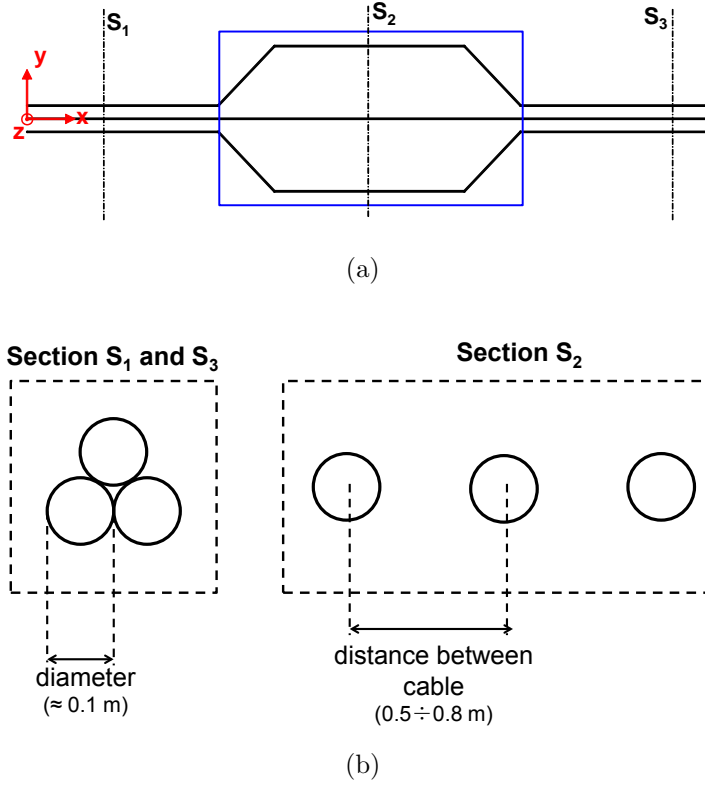 S₁
S₂
S₃
y
z
x
(a)
Section S₁ and S₃
Section S₂
diameter
(≈ 0.1 m)
distance between
cable
(0.5÷0.8 m)
(b)